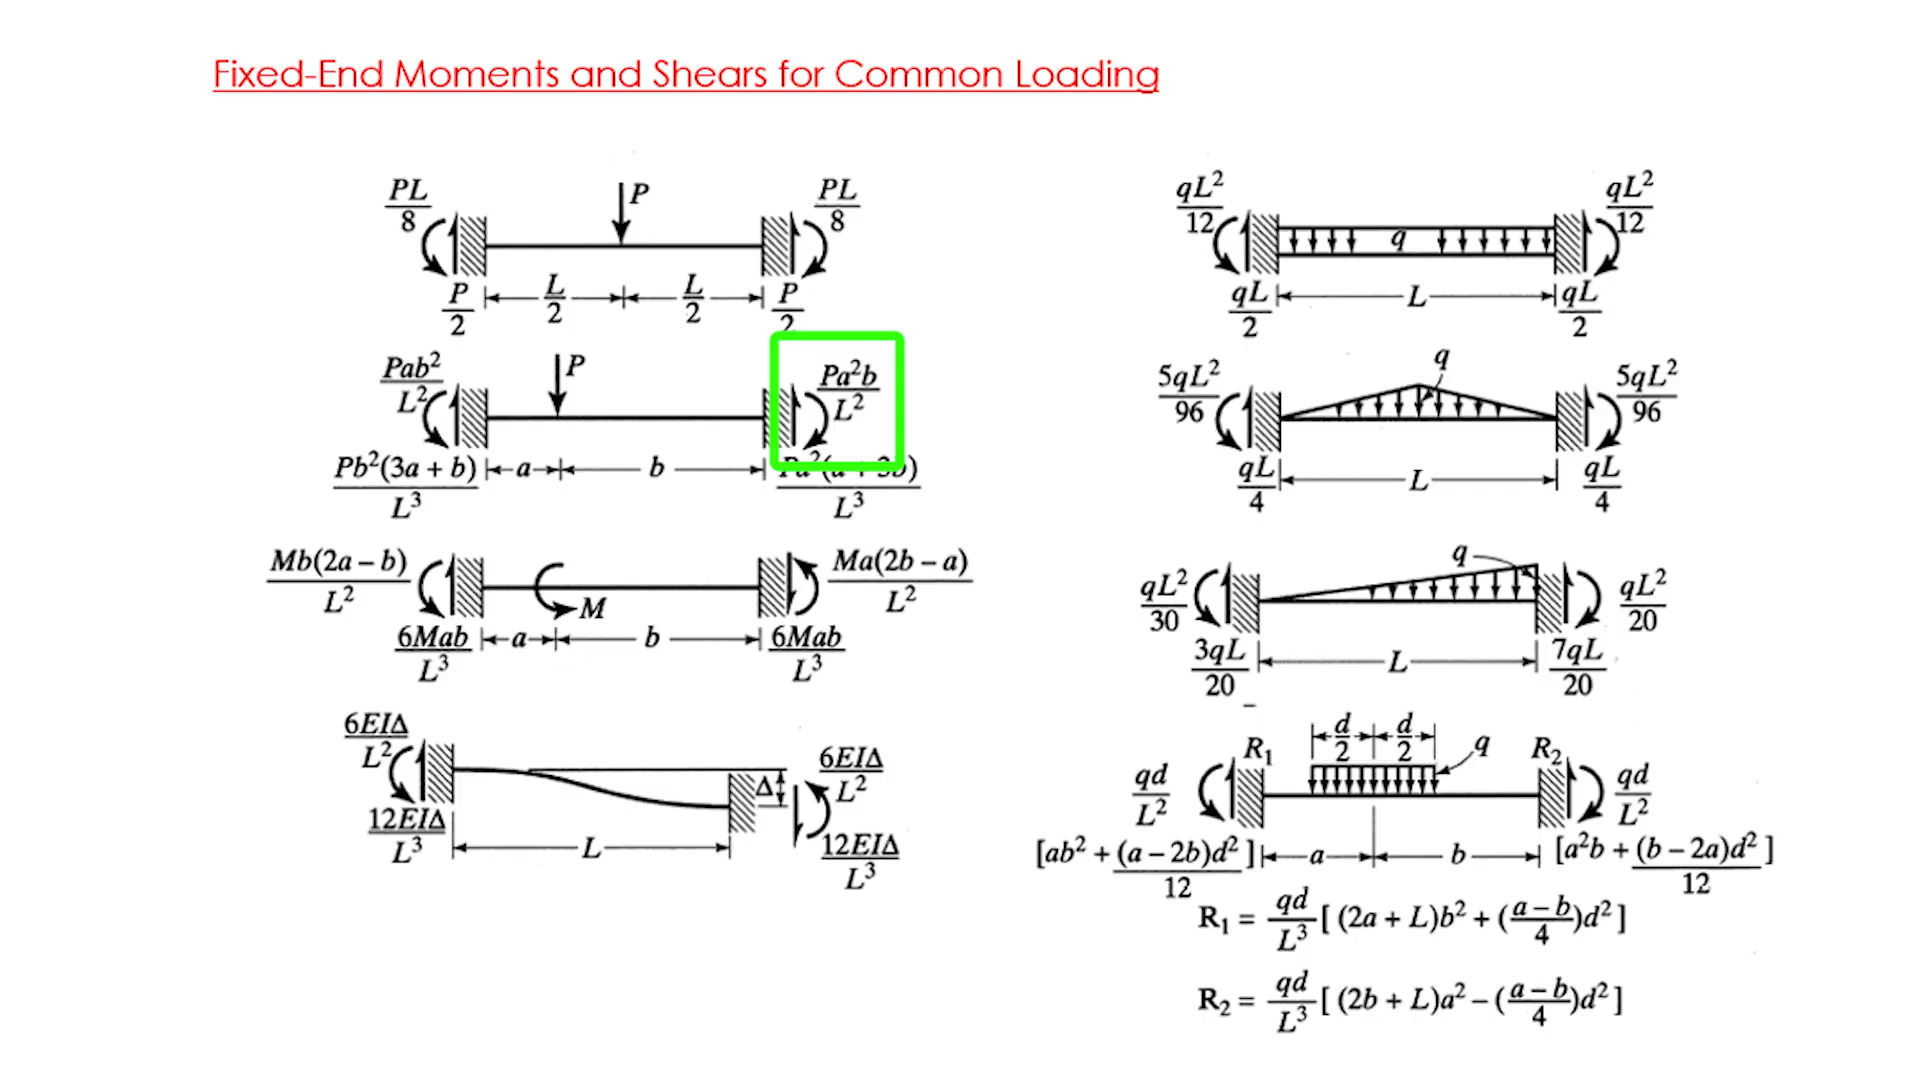 Fixed-End Moments and Shears for Common Loading
PL/8 P PL/8
P/2 L/2 L/2 P/2
Pab²/L² P Pa²b/L²
Pb²(3a + b)/L³ a b Pa²(a + 3b)/L³
Mb(2a – b)/L² M Ma(2b – a)/L²
6Mab/L³ a b 6Mab/L³
6EIΔ/L² Δ 6EIΔ/L²
12EIΔ/L³ L 12EIΔ/L³
qL²/12 q qL²/12
qL/2 L qL/2
5qL²/96 q 5qL²/96
qL/4 L qL/4
qL²/30 q qL²/20
3qL/20 L 7qL/20
R₁ d/2 d/2 q R₂
qd/L² qd/L²
[ab² + (a – 2b)d²/12] a b [a²b + (b – 2a)d²/12]
R₁ = qd/L³ [ (2a + L)b² + (a – b/4)d² ]
R₂ = qd/L³ [ (2b + L)a² – (a – b/4)d² ]